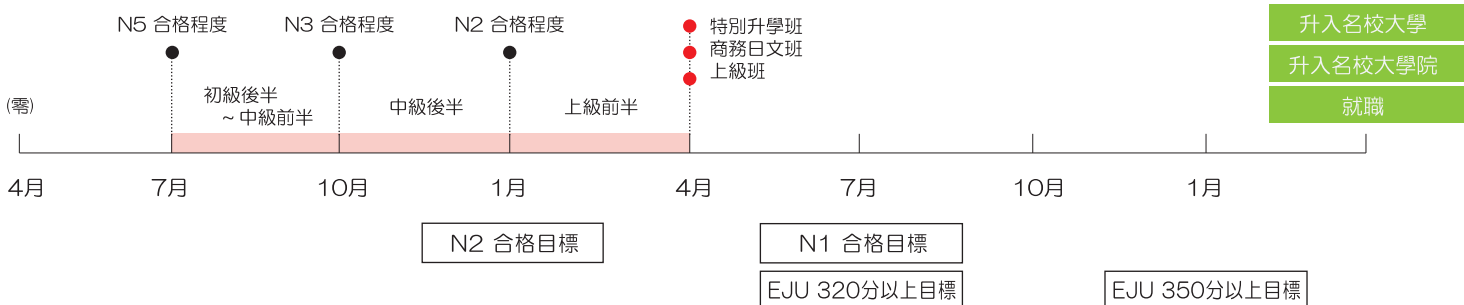 N5 合格程度
N3 合格程度
N2 合格程度
特別升學班
商務日文班
上級班
升入名校大學
升入名校大學院
就職
(零)
初級後半
~ 中級前半
中級後半
上級前半
4月
7月
10月
1月
4月
7月
10月
1月
N2 合格目標
N1 合格目標
EJU 320分以上目標
EJU 350分以上目標